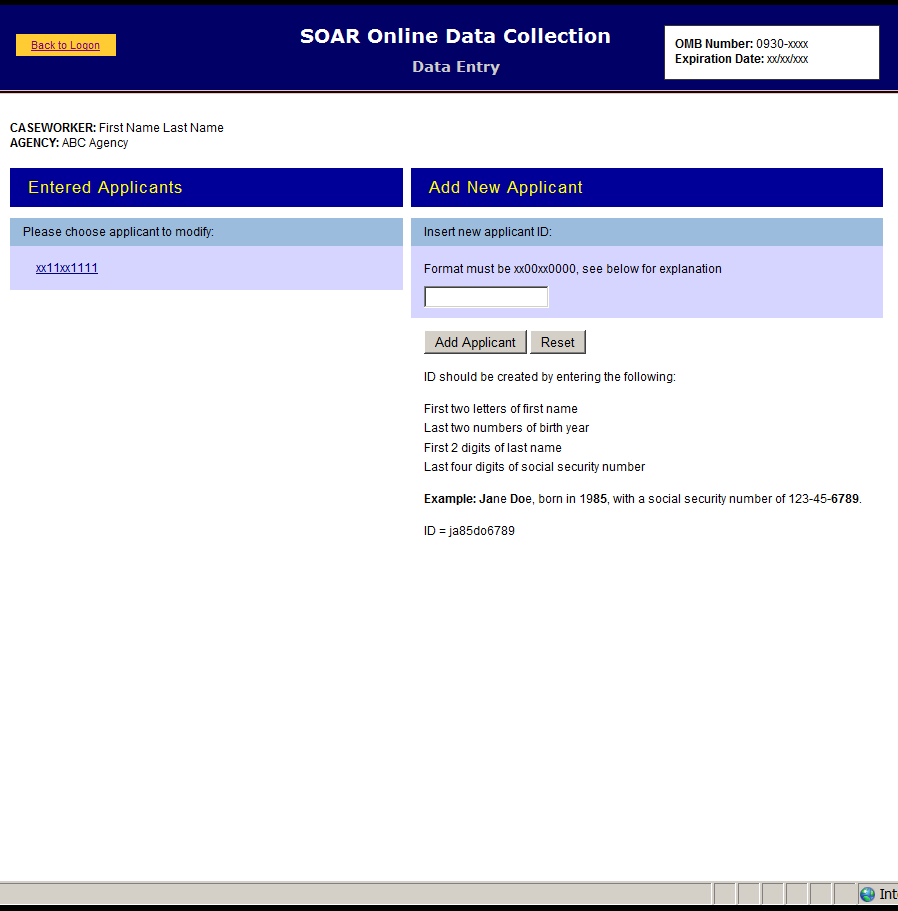 Back to Logon
SOAR Online Data Collection
Data Entry
OMB Number: 0930-xxxx
Expiration Date: xx/xx/xxx
CASEWORKER: First Name Last Name
AGENCY: ABC Agency
Entered Applicants
Please choose applicant to modify:
xx11xx1111
Add New Applicant
Insert new applicant ID:
Format must be xx00xx0000, see below for explanation
Add Applicant
Reset
ID should be created by entering the following:
First two letters of first name
Last two numbers of birth year
First 2 digits of last name
Last four digits of social security number
Example: Jane Doe, born in 1985, with a social security number of 123-45-6789.
ID = ja85do6789
Int